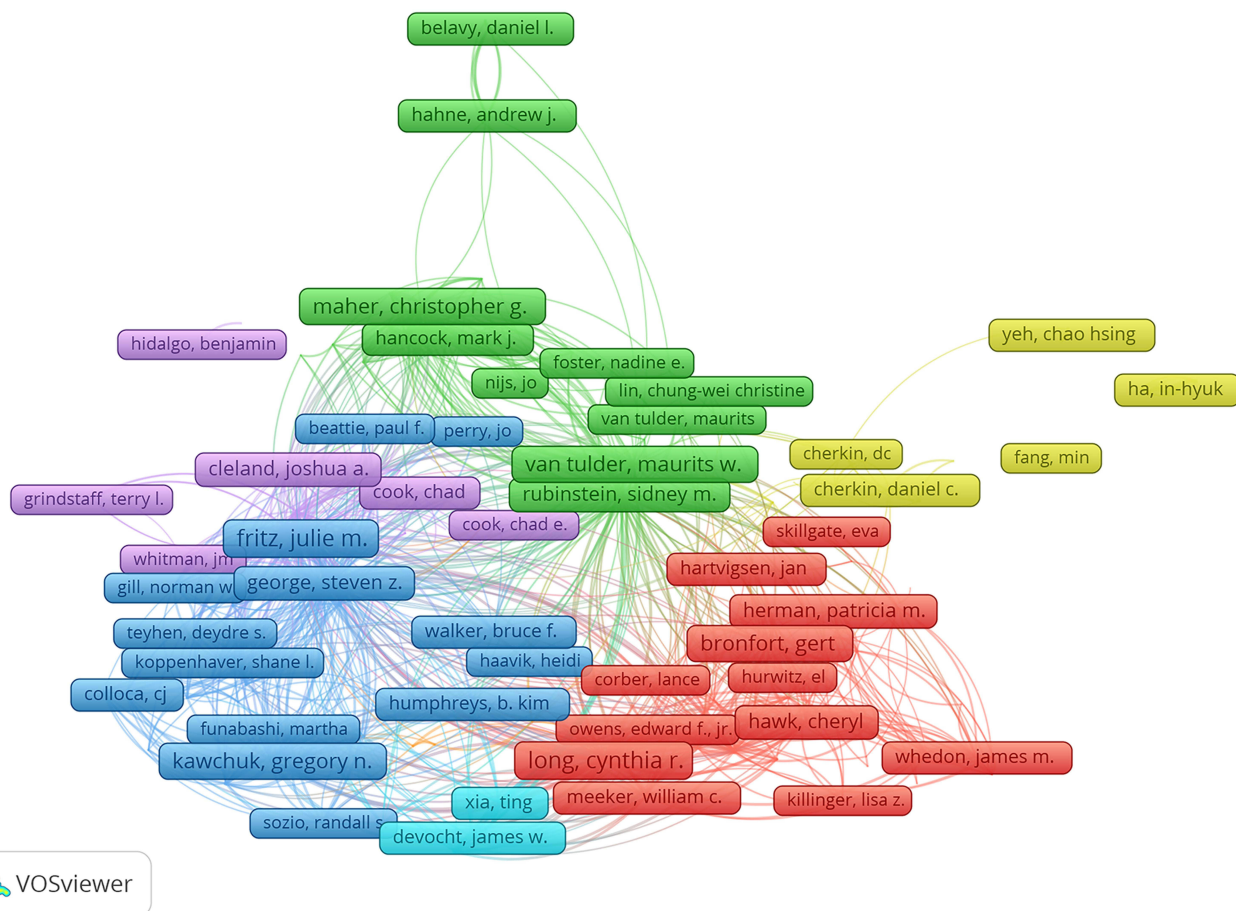 belavy, daniel l.
hahne, andrew j.
maher, christopher g.
hancock, mark j.
hidalgo, benjamin
yeh, chao hsing
foster, nadine e.
nijs, jo
lin, chung-wei christine
ha, in-hyuk
van tulder, maurits
beattie, paul f.
perry, jo
cherkin, dc
fang, min
cleland, joshua a.
van tulder, maurits w.
cook, chad
rubinstein, sidney m.
cherkin, daniel c.
grindstaff, terry l.
cook, chad e.
skillgate, eva
fritz, julie m.
whitman, jm
hartvigsen, jan
gill, norman w.
george, steven z.
herman, patricia m.
teyhen, deydre s.
walker, bruce f.
bronfort, gert
koppenhaver, shane l.
haavik, heidi
corber, lance
hurwitz, el
colloca, cj
humphreys, b. kim
funabashi, martha
owens, edward f., jr.
hawk, cheryl
kawchuk, gregory n.
long, cynthia r.
whedon, james m.
xia, ting
meeker, william c.
killinger, lisa z.
sozio, randall s
devocht, james w.
VOSviewer